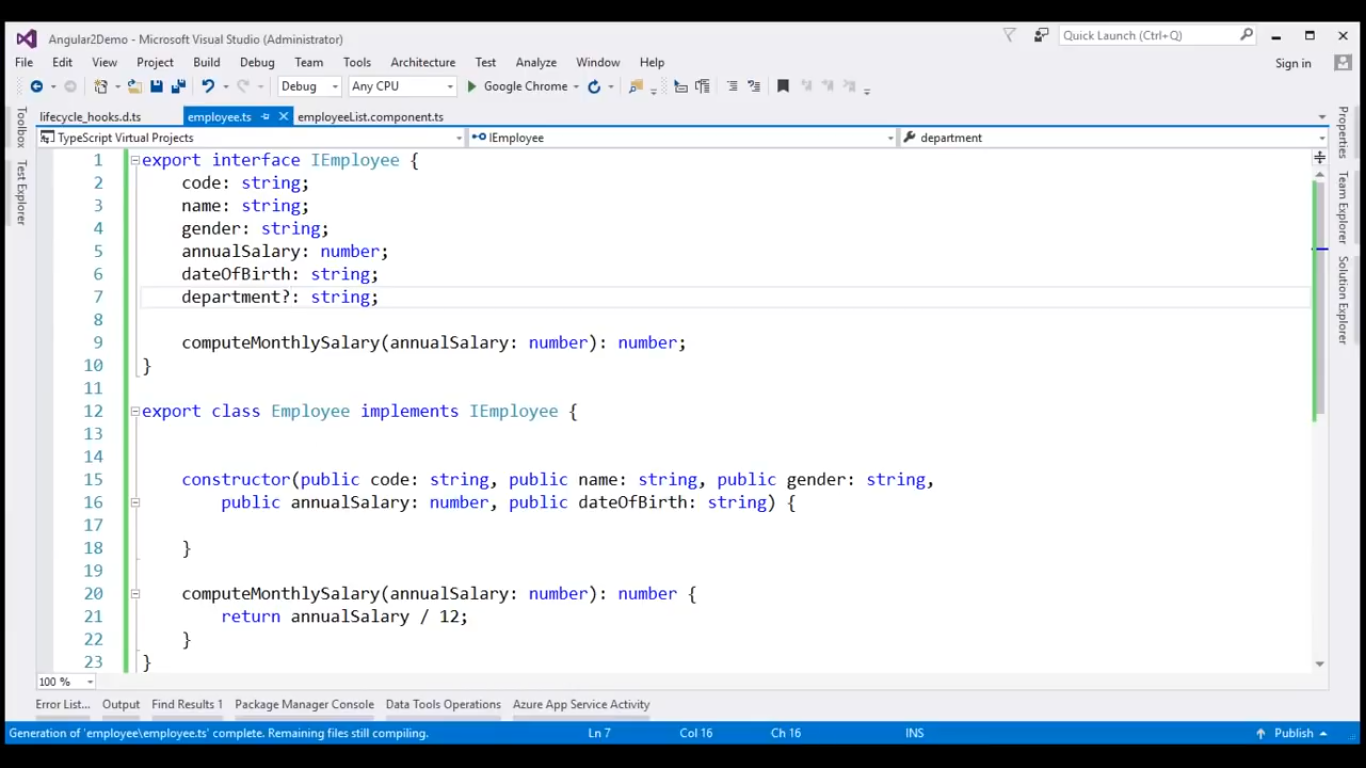 Angular2Demo - Microsoft Visual Studio (Administrator)
Quick Launch (Ctrl+Q)
File Edit View Project Build Debug Team Tools Architecture Test Analyze Window Help
Sign in
Debug Any CPU Google Chrome
lifecycle_hooks.d.ts employee.ts employeeList.component.ts
TypeScript Virtual Projects IEmployee department
Toolbox
Test Explorer
Properties
Team Explorer
Solution Explorer
1 export interface IEmployee {
2 code: string;
3 name: string;
4 gender: string;
5 annualSalary: number;
6 dateOfBirth: string;
7 department?: string;
8
9 computeMonthlySalary(annualSalary: number): number;
10 }
11
12 export class Employee implements IEmployee {
13
14
15 constructor(public code: string, public name: string, public gender: string,
16 public annualSalary: number, public dateOfBirth: string) {
17
18 }
19
20 computeMonthlySalary(annualSalary: number): number {
21 return annualSalary / 12;
22 }
23 }
100 %
Error List... Output Find Results 1 Package Manager Console Data Tools Operations Azure App Service Activity
Generation of 'employee\employee.ts' complete. Remaining files still compiling. Ln 7 Col 16 Ch 16 INS Publish